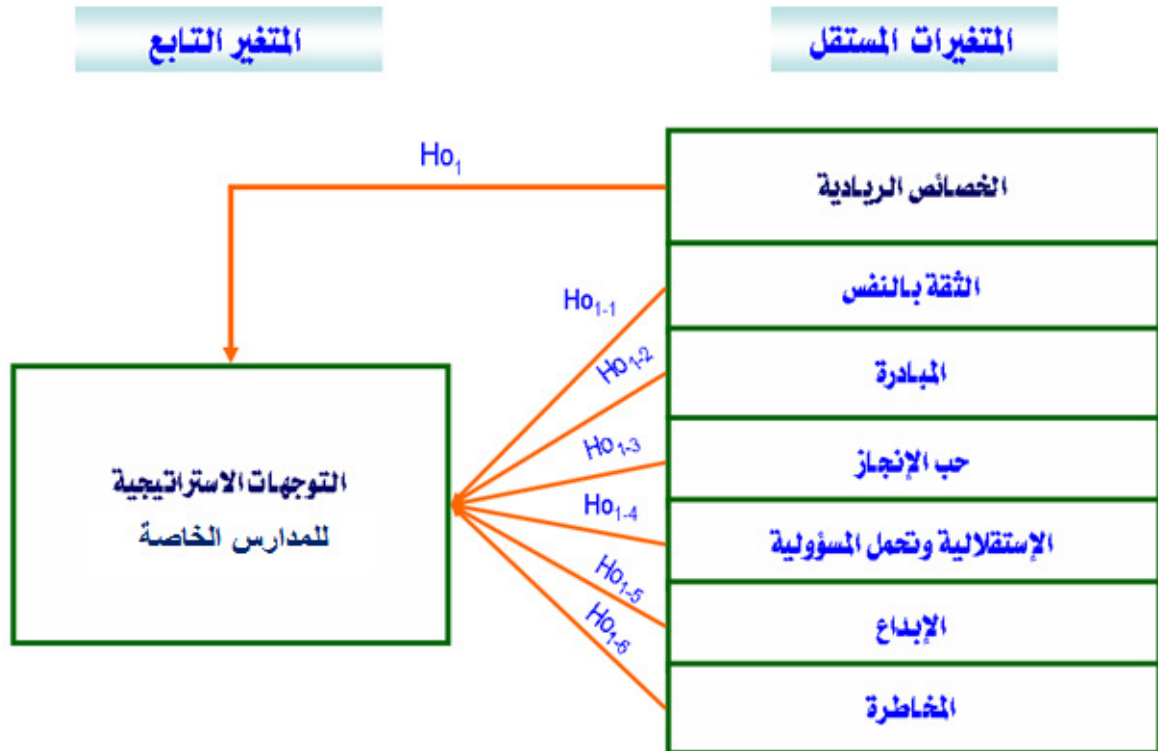 المتغيرات المستقل
المتغير التابع
Ho1
الخصائص الريادية
Ho1-1
الثقة بالنفس
Ho1-2
المبادرة
Ho1-3
حب الإنجاز
Ho1-4
الإستقلالية وتحمل المسؤولية
Ho1-5
الإبداع
Ho1-6
المخاطرة
التوجهات الاستراتيجية
للمدارس الخاصة